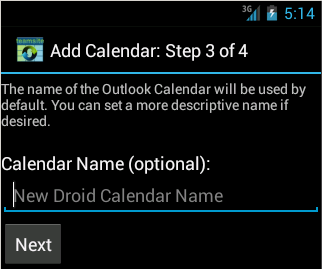 3G 5:14
teamsite
Add Calendar: Step 3 of 4
The name of the Outlook Calendar will be used by
default. You can set a more descriptive name if
desired.
Calendar Name (optional):
New Droid Calendar Name
Next